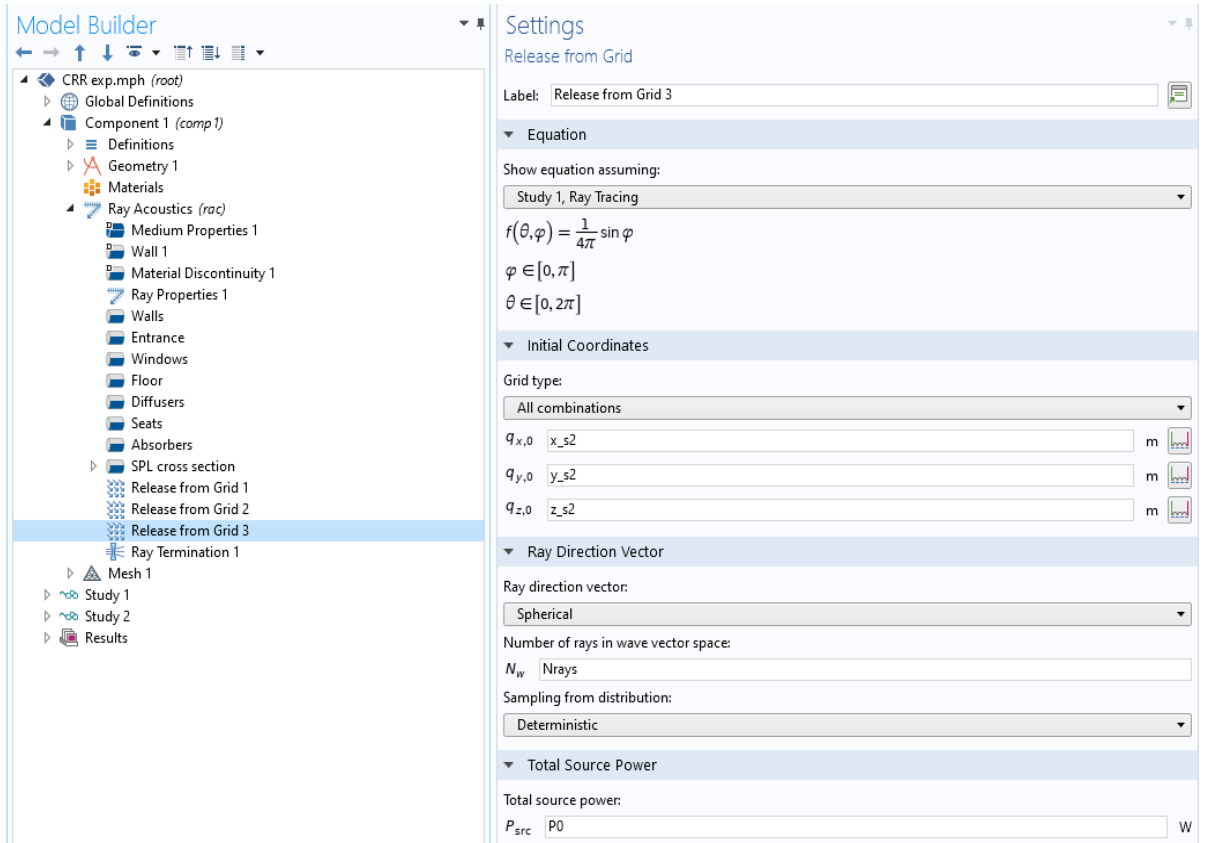 Model Builder
CRR exp.mph (root)
Global Definitions
Component 1 (comp1)
Definitions
Geometry 1
Materials
Ray Acoustics (rac)
Medium Properties 1
Wall 1
Material Discontinuity 1
Ray Properties 1
Walls
Entrance
Windows
Floor
Diffusers
Seats
Absorbers
SPL cross section
Release from Grid 1
Release from Grid 2
Release from Grid 3
Ray Termination 1
Mesh 1
Study 1
Study 2
Results
Settings
Release from Grid
Label: Release from Grid 3
Equation
Show equation assuming:
Study 1, Ray Tracing
f(θ,φ) = 1/4π sin φ
φ ∈ [0, π]
θ ∈ [0, 2π]
Initial Coordinates
Grid type:
All combinations
qx,0 x_s2 m
qy,0 y_s2 m
qz,0 z_s2 m
Ray Direction Vector
Ray direction vector:
Spherical
Number of rays in wave vector space:
Nw Nrays
Sampling from distribution:
Deterministic
Total Source Power
Total source power:
Psrc P0 W